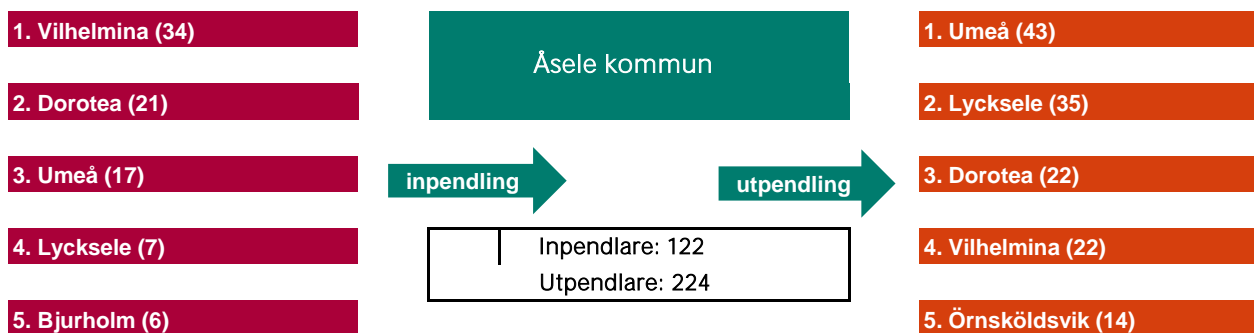 1. Vilhelmina (34)
2. Dorotea (21)
3. Umeå (17)
4. Lycksele (7)
5. Bjurholm (6)
Åsele kommun
inpendling
utpendling
Inpendlare: 122
Utpendlare: 224
1. Umeå (43)
2. Lycksele (35)
3. Dorotea (22)
4. Vilhelmina (22)
5. Örnsköldsvik (14)